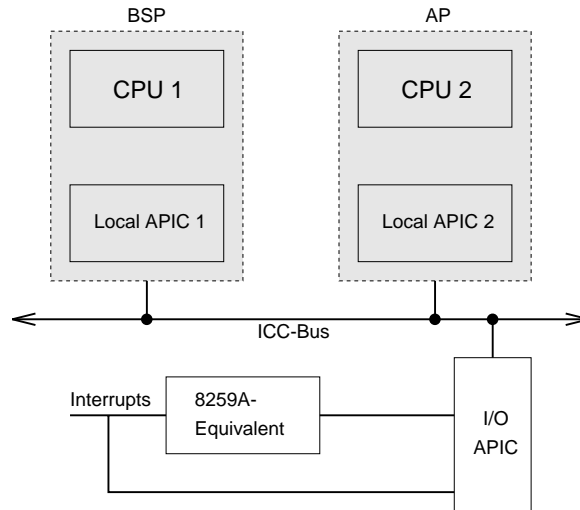 BSP
AP
CPU 1
CPU 2
Local APIC 1
Local APIC 2
ICC-Bus
Interrupts
8259A-
Equivalent
I/O
APIC